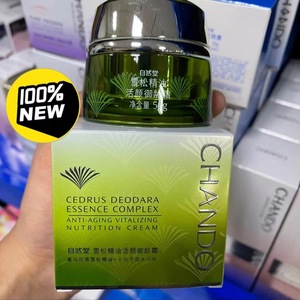 自然堂
雪松精油
活颜御龄霜
净含量 50g
100%
NEW
CEDRUS DEODARA
ESSENCE COMPLEX
ANTI-AGING VITALIZING
NUTRITION CREAM
自然堂 雪松精油活颜御龄霜
CHANDO